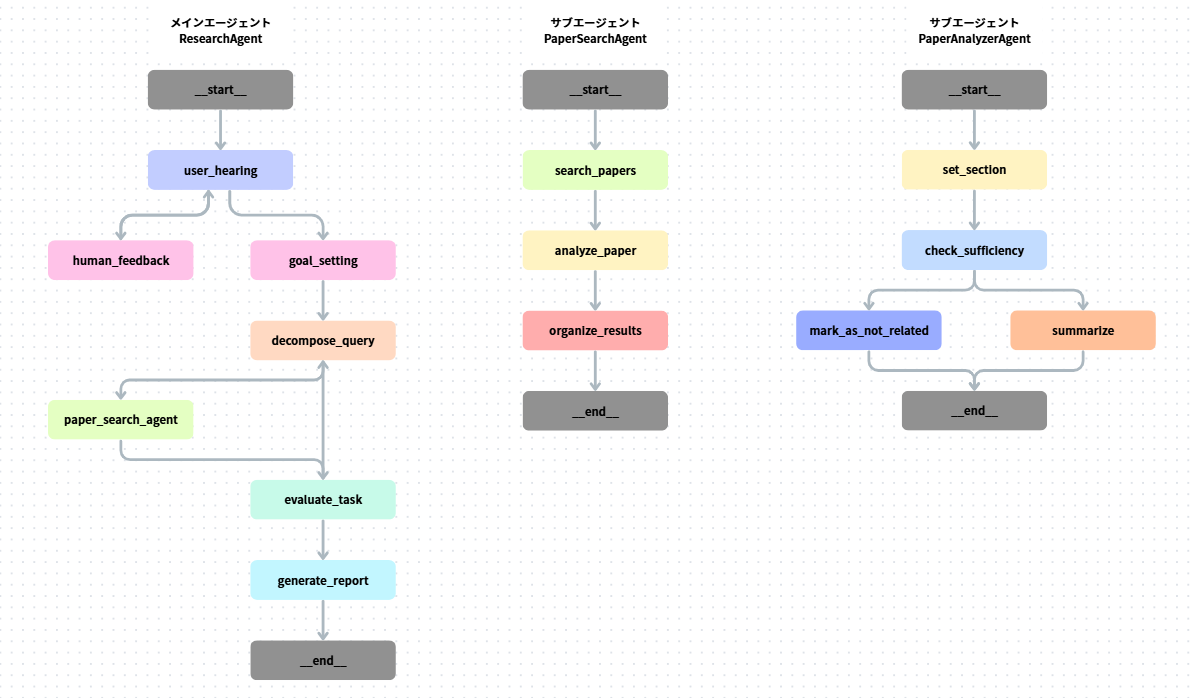 メインエージェント
ResearchAgent
__start__
user_hearing
human_feedback
goal_setting
decompose_query
paper_search_agent
evaluate_task
generate_report
__end__
サブエージェント
PaperSearchAgent
__start__
search_papers
analyze_paper
organize_results
__end__
サブエージェント
PaperAnalyzerAgent
__start__
set_section
check_sufficiency
mark_as_not_related
summarize
__end__